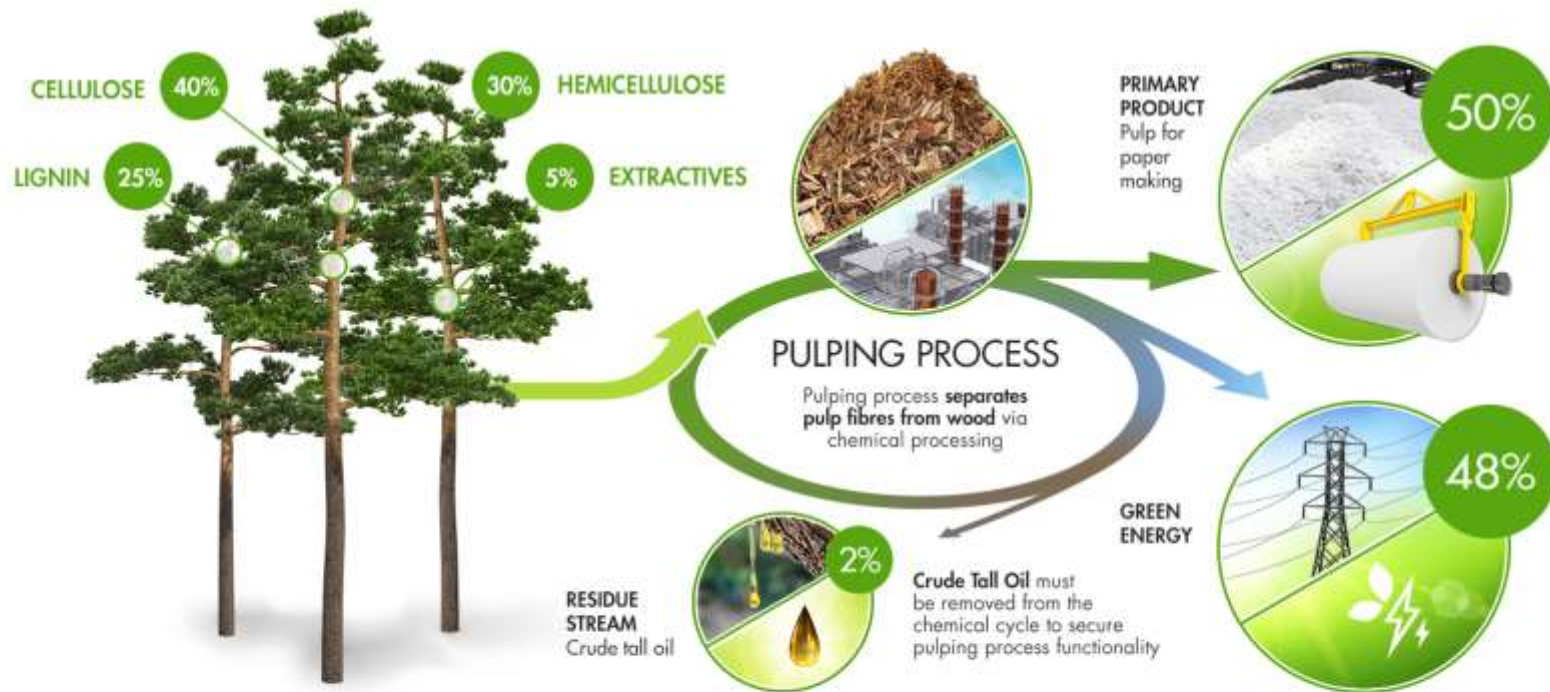 CELLULOSE 40%
30% HEMICELLULOSE
LIGNIN 25%
5% EXTRACTIVES
PULPING PROCESS
Pulping process separates
pulp fibres from wood via
chemical processing
PRIMARY
PRODUCT
Pulp for
paper
making
50%
GREEN
ENERGY
48%
RESIDUE
STREAM
Crude tall oil
2%
Crude Tall Oil must
be removed from the
chemical cycle to secure
pulping process functionality